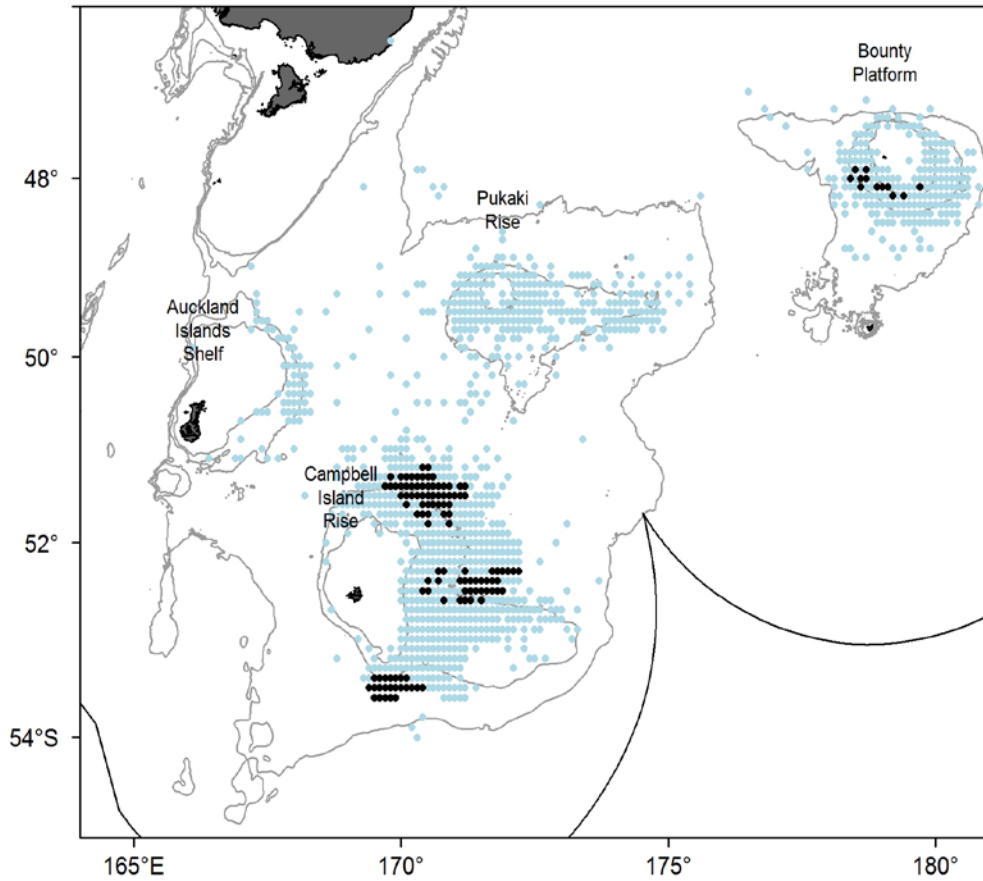 Bounty
Platform
48°
Pukaki
Rise
Auckland
Islands
Shelf
50°
Campbell
Island
Rise
52°
54°S
165°E
170°
175°
180°